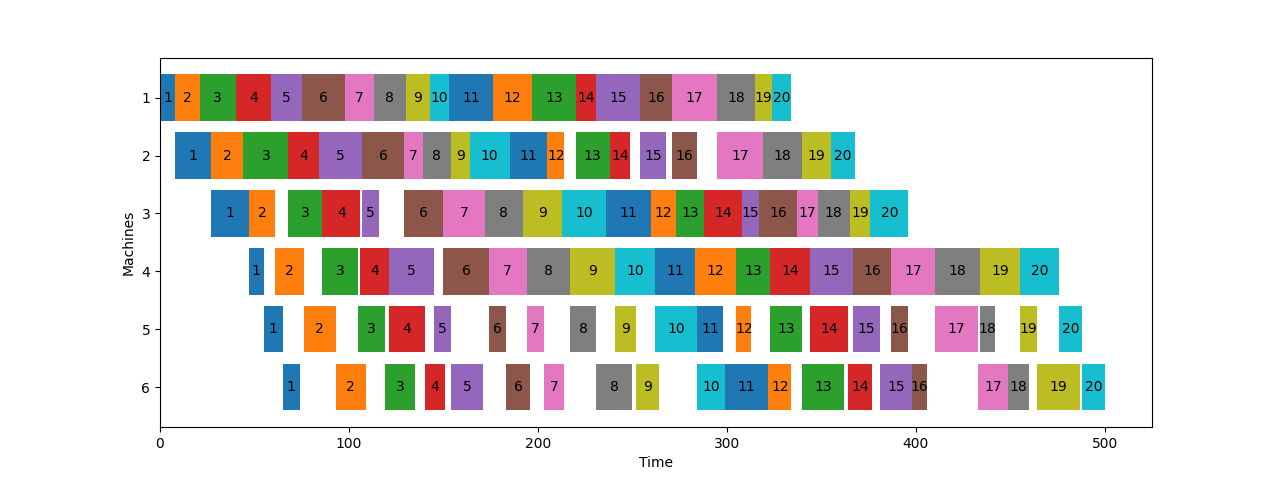 1 1 2 3 4 5 6 7 8 9 10 11 12 13 14 15 16 17 18 19 20
2 1 2 3 4 5 6 7 8 9 10 11 12 13 14 15 16 17 18 19 20
3 1 2 3 4 5 6 7 8 9 10 11 12 13 14 15 16 17 18 19 20
4 1 2 3 4 5 6 7 8 9 10 11 12 13 14 15 16 17 18 19 20
5 1 2 3 4 5 6 7 8 9 10 11 12 13 14 15 16 17 18 19 20
6 1 2 3 4 5 6 7 8 9 10 11 12 13 14 15 16 17 18 19 20
Machines
0 100 200 300 400 500
Time